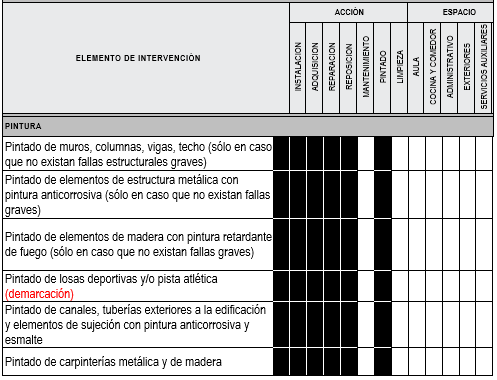 ACCIÓN
ESPACIO
ELEMENTO DE INTERVENCIÓN
INSTALACION
ADQUISICION
REPARACION
REPOSICION
MANTENIMIENTO
PINTADO
LIMPIEZA
AULA
COCINA Y COMEDOR
ADMINISTRATIVO
EXTERIORES
SERVICIOS AUXILIARES
PINTURA
Pintado de muros, columnas, vigas, techo (sólo en caso
que no existan fallas estructurales graves)
Pintado de elementos de estructura metálica con
pintura anticorrosiva (sólo en caso que no existan fallas
graves)
Pintado de elementos de madera con pintura retardante
de fuego (sólo en caso que no existan fallas graves)
Pintado de losas deportivas y/o pista atlética
(demarcación)
Pintado de canales, tuberías exteriores a la edificación
y elementos de sujeción con pintura anticorrosiva y
esmalte
Pintado de carpinterías metálica y de madera